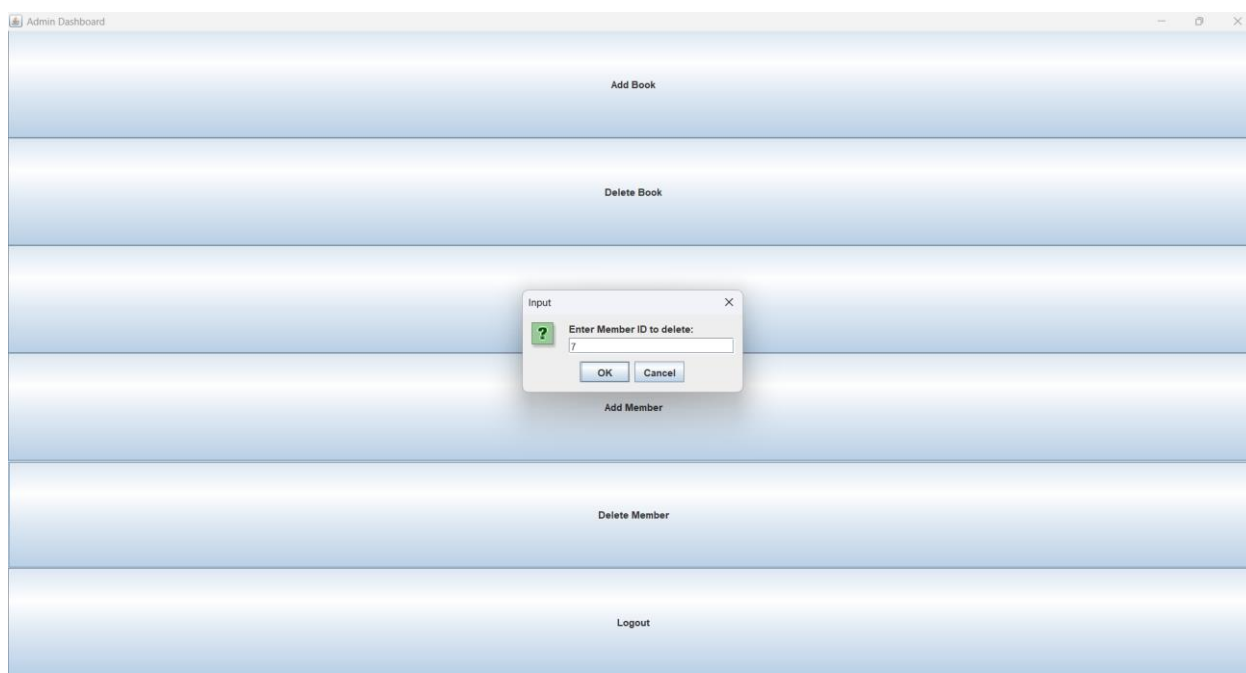 Admin Dashboard
Add Book
Delete Book
Input
?
Enter Member ID to delete:
7
OK Cancel
Add Member
Delete Member
Logout